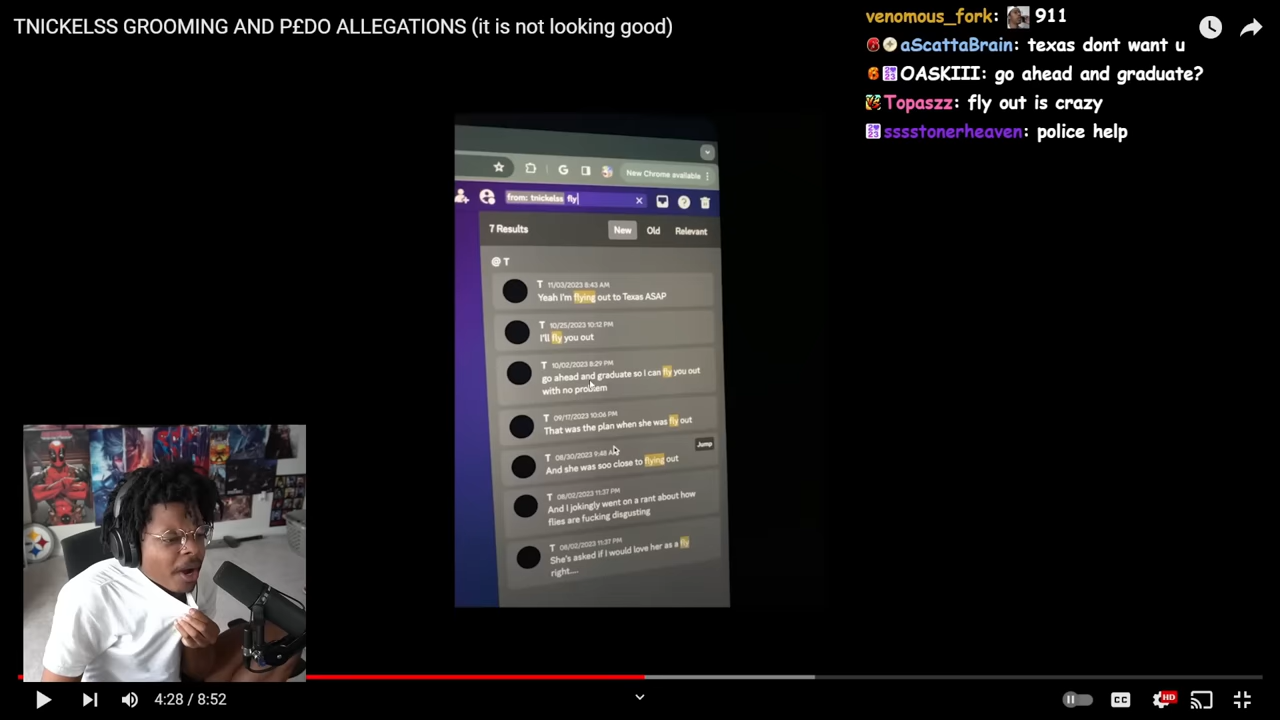 TNICKELSS GROOMING AND P£DO ALLEGATIONS (it is not looking good)
venomous_fork: 911
aScattaBrain: texas dont want u
OASKIII: go ahead and graduate?
Topaszz: fly out is crazy
sssstonerheaven: police help
New Chrome available
from: tnickelss fly
7 Results
New Old Relevant
@ T
T 11/03/2023 8:43 AM
Yeah I'm flying out to Texas ASAP
T 10/25/2023 10:12 PM
I'll fly you out
T 10/02/2023 8:29 PM
go ahead and graduate so I can fly you out
with no problem
T 09/17/2023 10:06 PM
That was the plan when she was fly out
Jump
T 08/30/2023 9:48 AM
And she was soo close to flying out
T 08/02/2023 11:37 PM
And I jokingly went on a rant about how
flies are fucking disgusting
T 08/02/2023 11:37 PM
She's asked if I would love her as a fly
right....
4:28 / 8:52
CC
HD